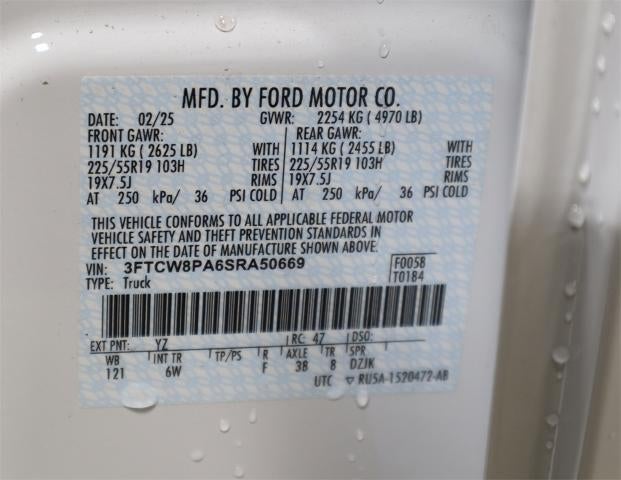 MFD. BY FORD MOTOR CO.
DATE: 02/25 GVWR: 2254 KG ( 4970 LB)
FRONT GAWR: REAR GAWR:
1191 KG ( 2625 LB) WITH 1114 KG ( 2455 LB) WITH
225/55R19 103H TIRES 225/55R19 103H TIRES
19X7.5J RIMS 19X7.5J RIMS
AT 250 kPa/ 36 PSI COLD AT 250 kPa/ 36 PSI COLD
THIS VEHICLE CONFORMS TO ALL APPLICABLE FEDERAL MOTOR
VEHICLE SAFETY AND THEFT PREVENTION STANDARDS IN
EFFECT ON THE DATE OF MANUFACTURE SHOWN ABOVE.
VIN: 3FTCW8PA6SRA50669 F0058
TYPE: Truck T0184
EXT PNT: YZ RC: 47 DSO:
WB INT TR TP/PS R AXLE TR SPR
121 6W F 38 8 DZJK
UTC ▽ RU5A-1520472-AB